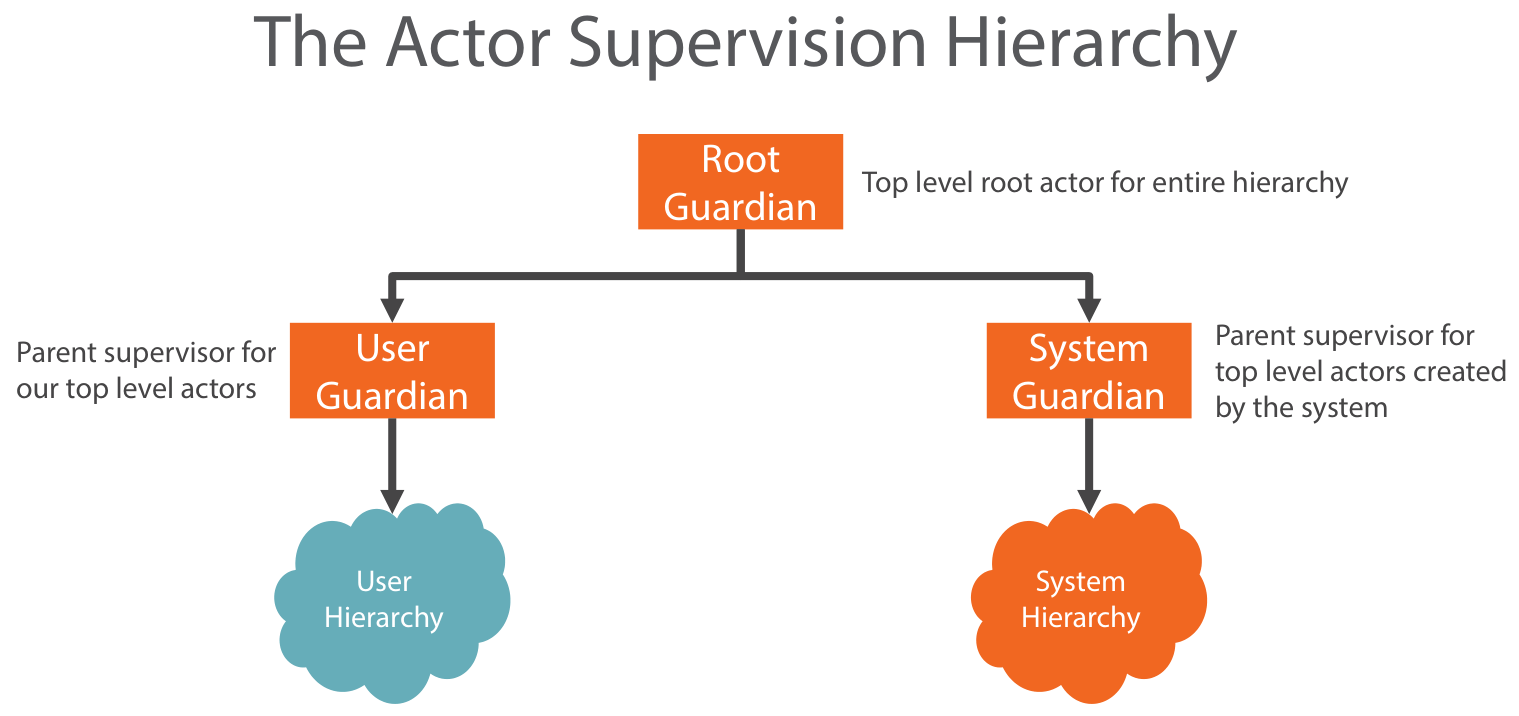 The Actor Supervision Hierarchy
Root
Guardian
Top level root actor for entire hierarchy
Parent supervisor for
our top level actors
User
Guardian
System
Guardian
Parent supervisor for
top level actors created
by the system
User
Hierarchy
System
Hierarchy